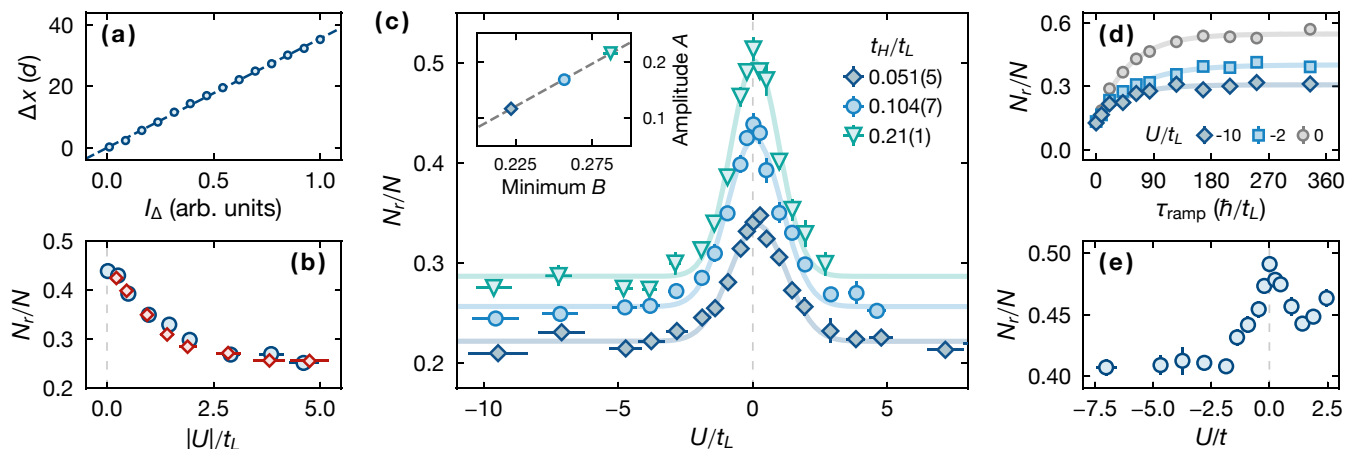 (a)
40
20
0
Δx (d)
0.0
0.5
1.0
I_Δ (arb. units)
(b)
0.5
0.4
0.3
0.2
N_r/N
0.0
2.5
5.0
|U|/t_L
(c)
0.5
0.4
0.3
0.2
N_r/N
−10
−5
0
5
U/t_L
0.2
0.1
Amplitude A
0.225
0.275
Minimum B
t_H/t_L
0.051(5)
0.104(7)
0.21(1)
(d)
0.6
0.3
0.0
N_r/N
U/t_L -10 -2 0
0
90
180
270
360
τ_ramp (ħ/t_L)
(e)
0.50
0.45
0.40
N_r/N
−7.5
−5.0
−2.5
0.0
2.5
U/t